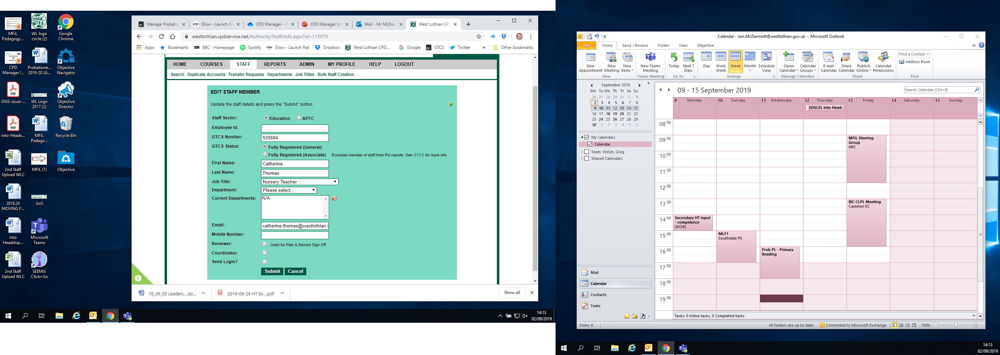 MFiL
Pedagogy...
WL logo
circle (2)
Google
Chrome
CPD
Manager I...
Probatione...
2019-20 (A...
Objective
Navigator
GIGS-issue-...
WL Logo
2017 (2)
Objective
Director
Into-Heads...
MFiL
Pedago...
Recycle Bin
2nd Staff
Upload WLC
MFIL (1)
Objective
2019.20
MOVING F...
UoS
Into
Headship...
Microsoft
Teams
2nd Staff
Upload WLC
SEEMiS
Click+Go
Manage Probatio
Glow - Launch Pa
CPD Manager - O
CPD Manager Int
Mail - Mr McDerm
West Lothian CPD
westlothian.cpdservice.net/Authority/Staff/edit.aspx?id=113979
Apps Bookmarks BBC - Homepage Spotify Glow - Launch Pad Dropbox West Lothian CPD... Google GTCS Twitter » Other bookmarks
HOME COURSES STAFF REPORTS ADMIN MY PROFILE HELP LOGOUT
Search Duplicate Accounts Transfer Requests Departments Job Titles Bulk Staff Creation
EDIT STAFF MEMBER
Update the staff details and press the "Submit" button.
Staff Sector: Education APTC
Employee Id:
GTCS Number: 920684
GTCS Status: Fully Registered (General)
Fully Registered (Associate) Excludes member of staff from PU reports. See GTCS for more info
First Name: Catherine
Last Name: Thomas
Job Title: Nursery Teacher
Department: Please select...
Current Departments: N/A
Email: catherine.thomas@westlothian.
Mobile Number:
Reviewer: Used for Plan & Record Sign Off
Coordinator:
Send Login?
Submit Cancel
19_09_05 Leaders....do...
2019-08-29 HT Ex....pdf
Show all
14:13
02/09/2019
Calendar - Iain.McDermott@westlothian.gov.uk - Microsoft Outlook
File Home Send / Receive Folder View Objective
New
Appointment
New
Meeting
New
Items
New Teams
Meeting
Today
Next 7
Days
Day
Work
Week
Week
Month
Schedule
View
Open
Calendar
Calendar
Groups
E-mail
Calendar
Share
Calendar
Publish
Online
Calendar
Permissions
Find a Contact
Address Book
New Teams Meeting Go To Arrange Manage Calendars Share Find
September 2019
Mo Tu We Th Fr Sa Su
26 27 28 29 30 31 1
2 3 4 5 6 7 8
9 10 11 12 13 14 15
16 17 18 19 20 21 22
23 24 25 26 27 28 29
30 1 2 3 4 5 6
My Calendars
Calendar
Team: Welsh, Greg
Shared Calendars
Mail
Calendar
Contacts
Tasks
09 - 15 September 2019
Search Calendar (Ctrl+E)
9 Monday 10 Tuesday 11 Wednesday 12 Thursday 13 Friday 14 Saturday 15 Sunday
EDSCEL Into Heads
08 00
09 00
MFiL Steering
Group
HPC
10 00
11 00
12 00
13 00
RIC CLPL Meeting
Camelon EC
14 00
Secondary HT input
- competency
WCHS
15 00
MLF1
Southdale PS
16 00
Prob PL - Primary
Reading
17 00
18 00
19 00
Tasks: 0 Active tasks, 0 Completed tasks
Items: 6
All folders are up to date. Connected to Microsoft Exchange 100%
14:13
02/09/2019